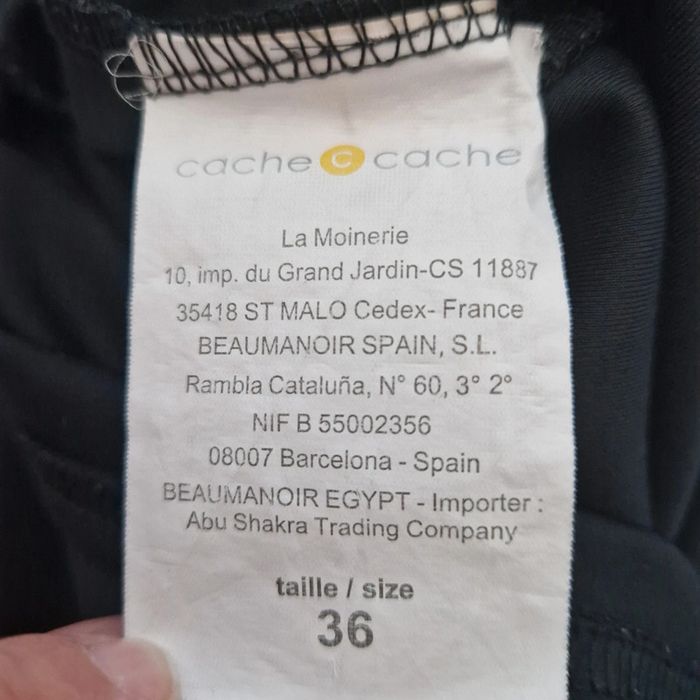 cache c cache
La Moinerie
10, imp. du Grand Jardin-CS 11887
35418 ST MALO Cedex- France
BEAUMANOIR SPAIN, S.L.
Rambla Cataluña, N° 60, 3° 2°
NIF B 55002356
08007 Barcelona - Spain
BEAUMANOIR EGYPT - Importer :
Abu Shakra Trading Company
taille / size
36